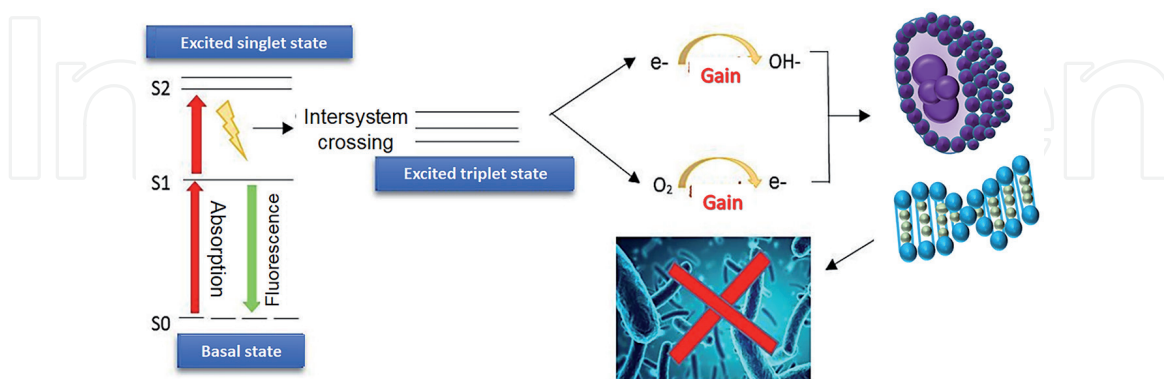 Excited singlet state
S2
Intersystem
crossing
S1
Absorption
Fluorescence
S0
Basal state
Excited triplet state
e-
Gain
OH-
O₂
Gain
e-